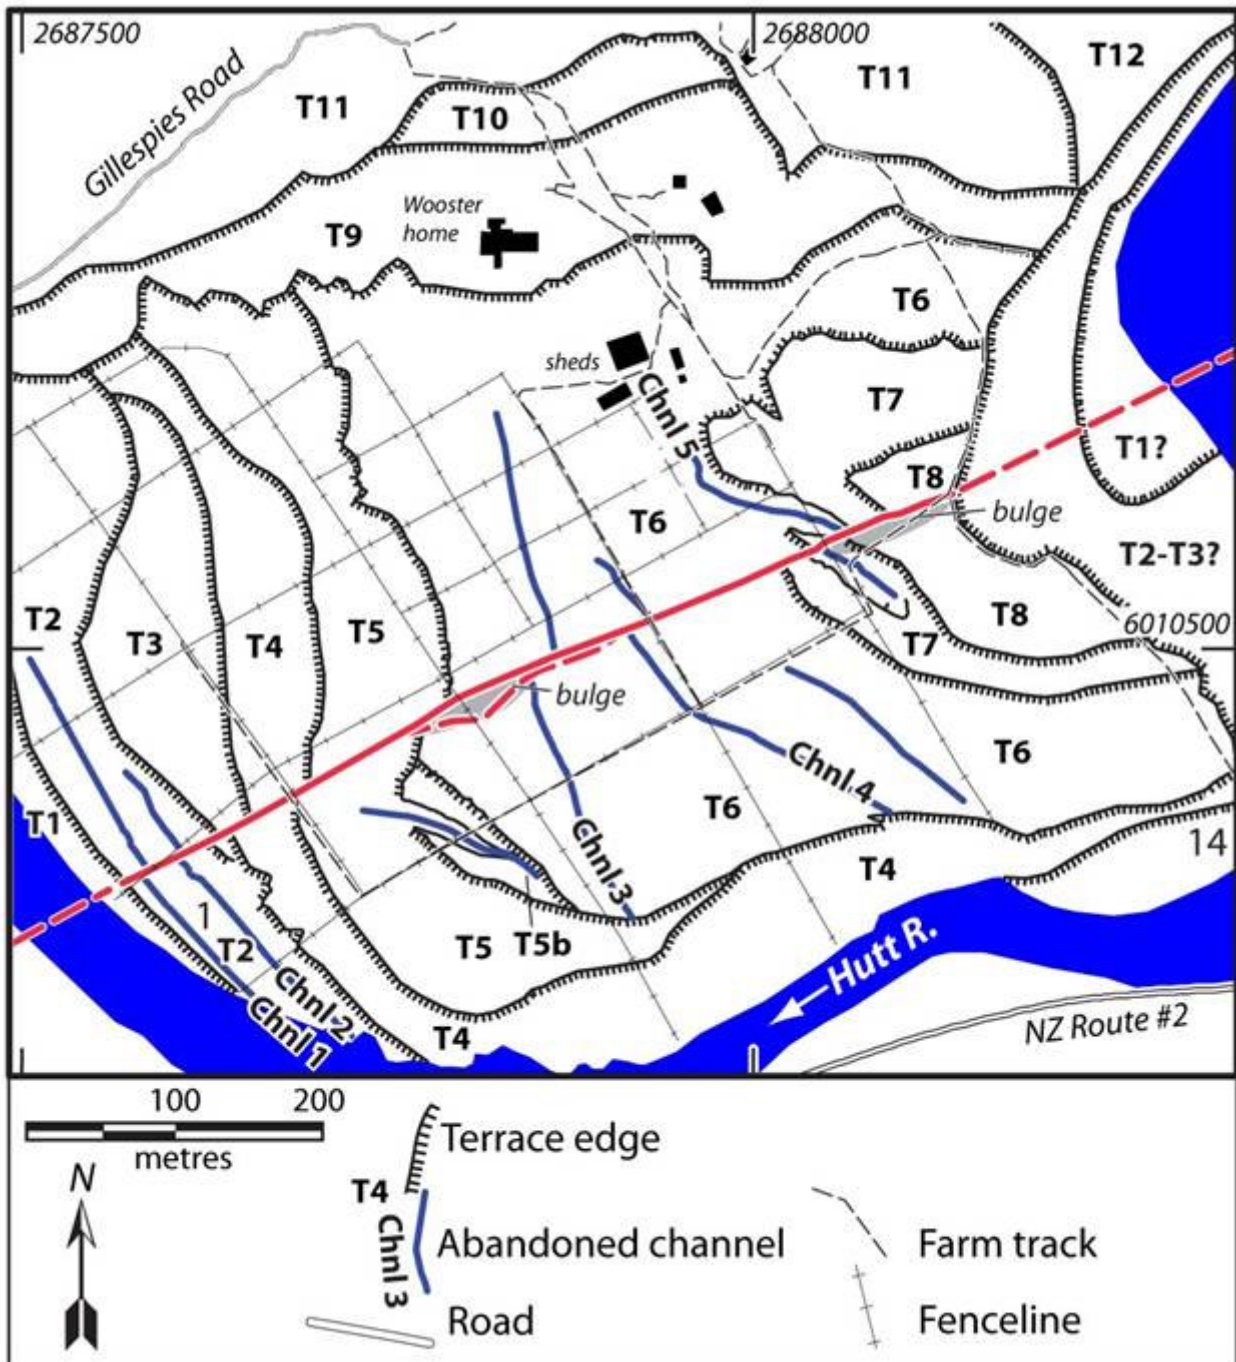 2687500
2688000
T12
Gillespies Road
T11
T11
T10
Wooster
home
T9
T6
sheds
Chnl 5
T7
T8
T1?
T6
bulge
T2-T3?
T2
T3
T4
T5
T8
6010500
T7
bulge
T6
Chnl 4
T6
T1
Chnl 3
14
T4
1
T2
T5
T5b
Hutt R.
Chnl 2
Chnl 1
T4
NZ Route #2
100
200
metres
Terrace edge
N
T4
Chnl 3
Abandoned channel
Farm track
Road
Fenceline